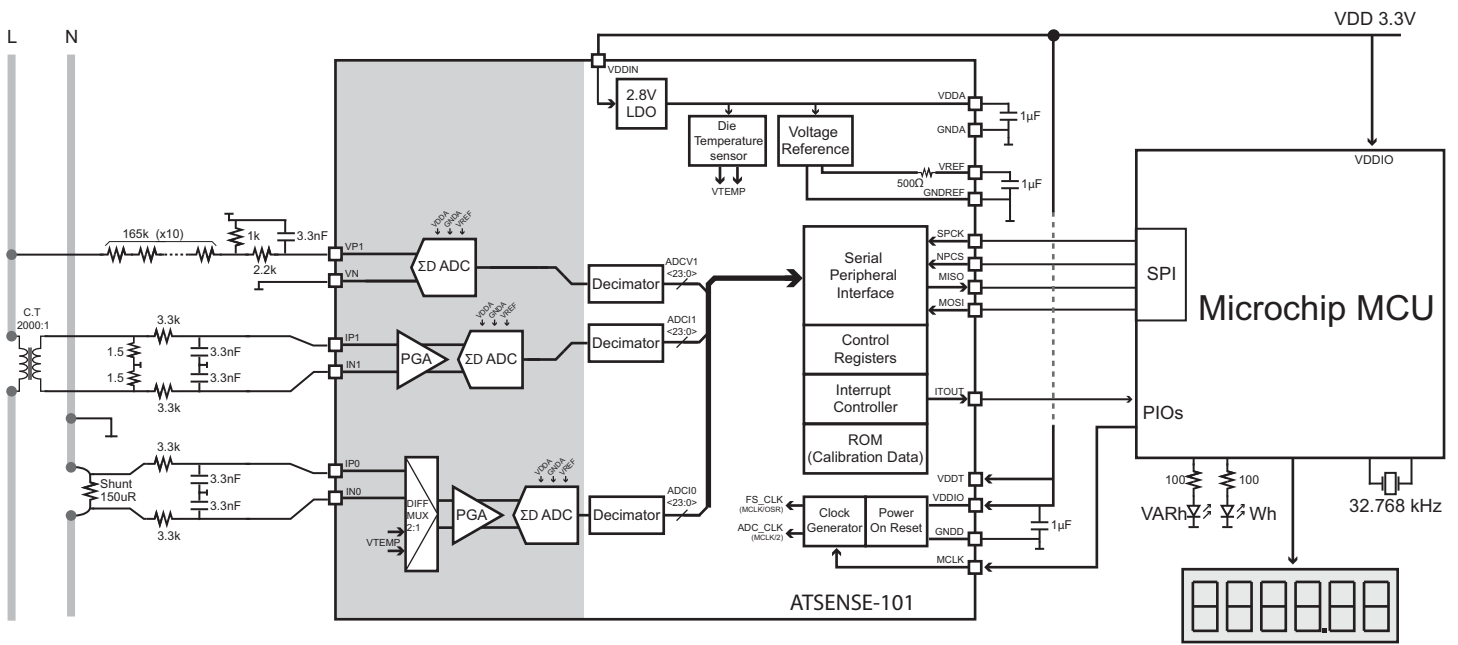 VDD 3.3V
L
N
VDDIN
2.8V
LDO
VDDA
1µF
GNDA
Die
Temperature
sensor
Voltage
Reference
VTEMP
VREF
500Ω
1µF
GNDREF
VDDIO
165k (x10)
1k
3.3nF
2.2k
VP1
VN
VDDA
GNDA
VREF
ΣD ADC
Decimator
ADCV1
<23:0>
Serial
Peripheral
Interface
SPCK
NPCS
MISO
MOSI
SPI
Microchip MCU
C.T
2000:1
3.3k
1.5
1.5
3.3nF
3.3nF
3.3k
IP1
IN1
PGA
VDDA
GNDA
VREF
ΣD ADC
Decimator
ADCI1
<23:0>
Control
Registers
Interrupt
Controller
ITOUT
PIOs
ROM
(Calibration Data)
3.3k
Shunt
150uR
3.3nF
3.3nF
3.3k
IP0
IN0
DIFF
MUX
2:1
VTEMP
PGA
VDDA
GNDA
VREF
ΣD ADC
Decimator
ADCI0
<23:0>
FS_CLK
(MCLK/OSR)
ADC_CLK
(MCLK/2)
Clock
Generator
Power
On Reset
VDDT
VDDIO
GNDD
1µF
MCLK
100
100
VARh
Wh
32.768 kHz
ATSENSE-101